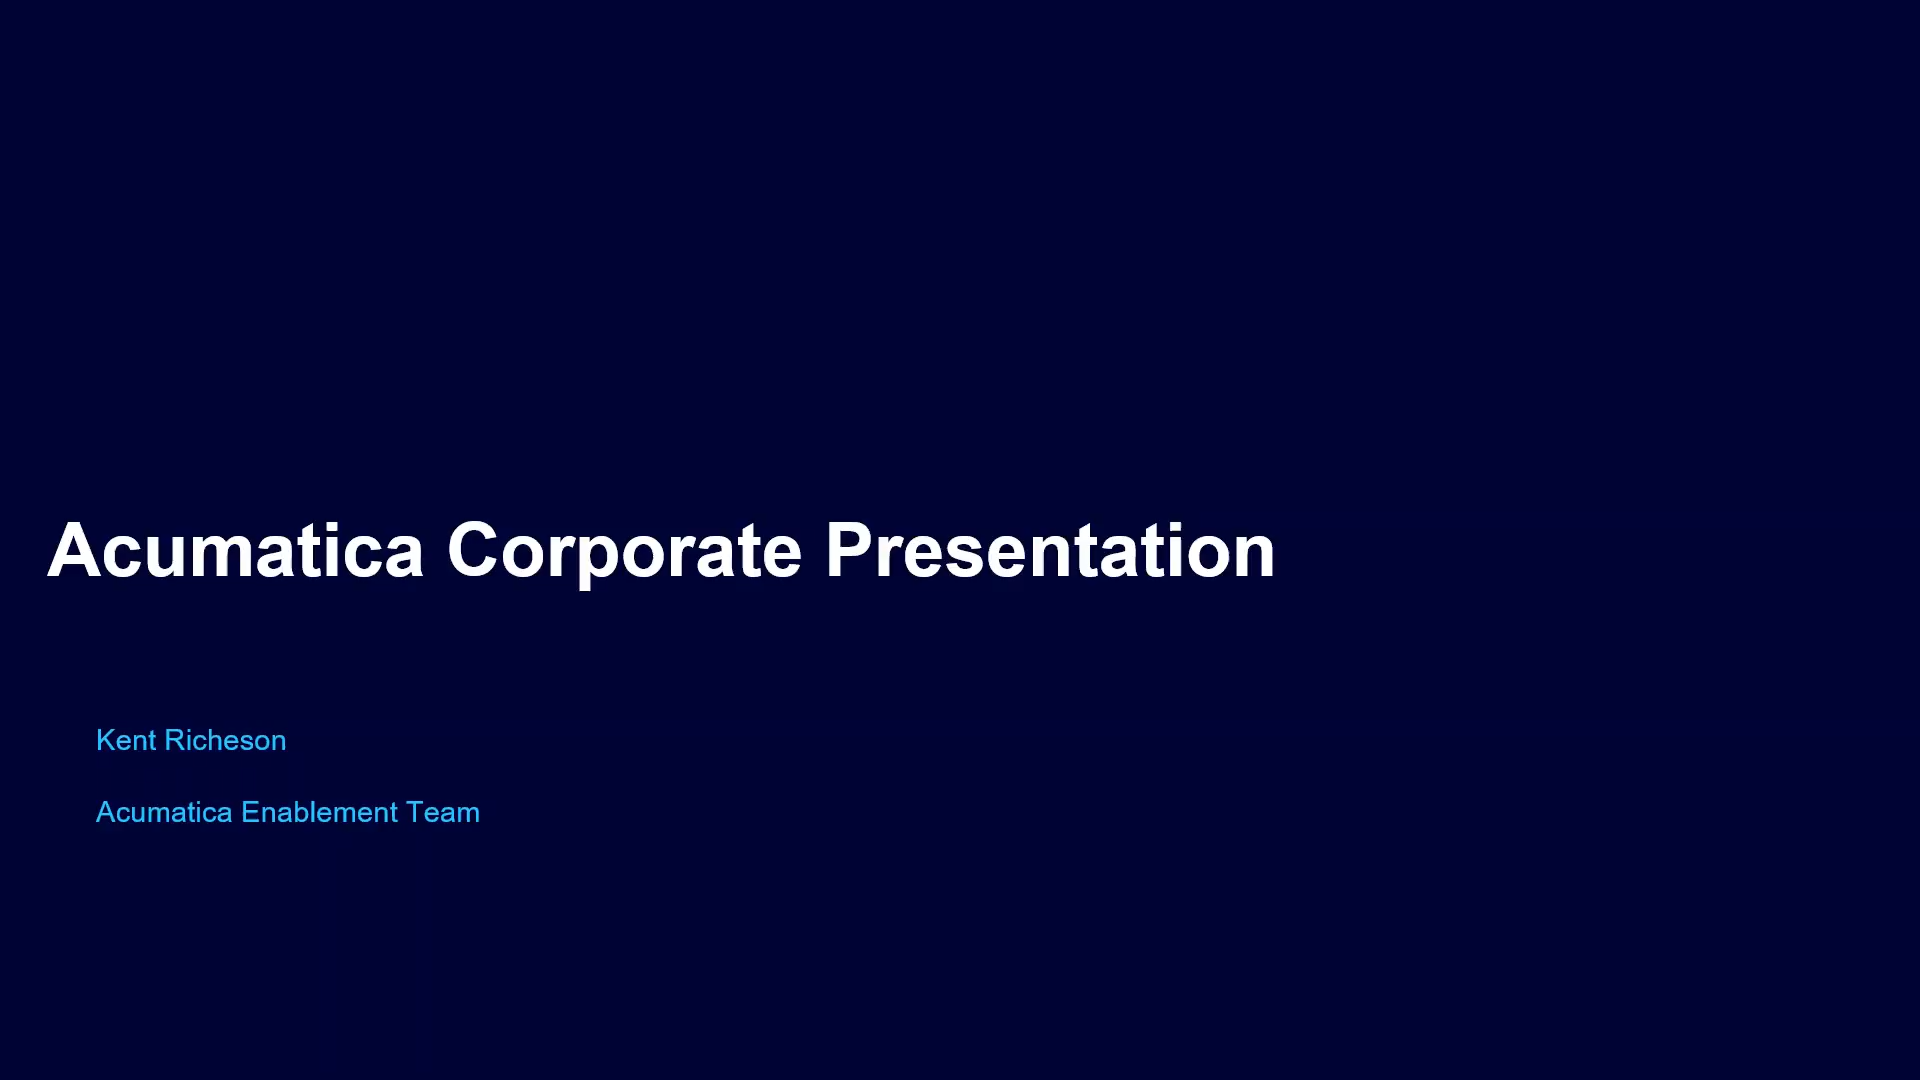 Acumatica Corporate Presentation
Kent Richeson
Acumatica Enablement Team